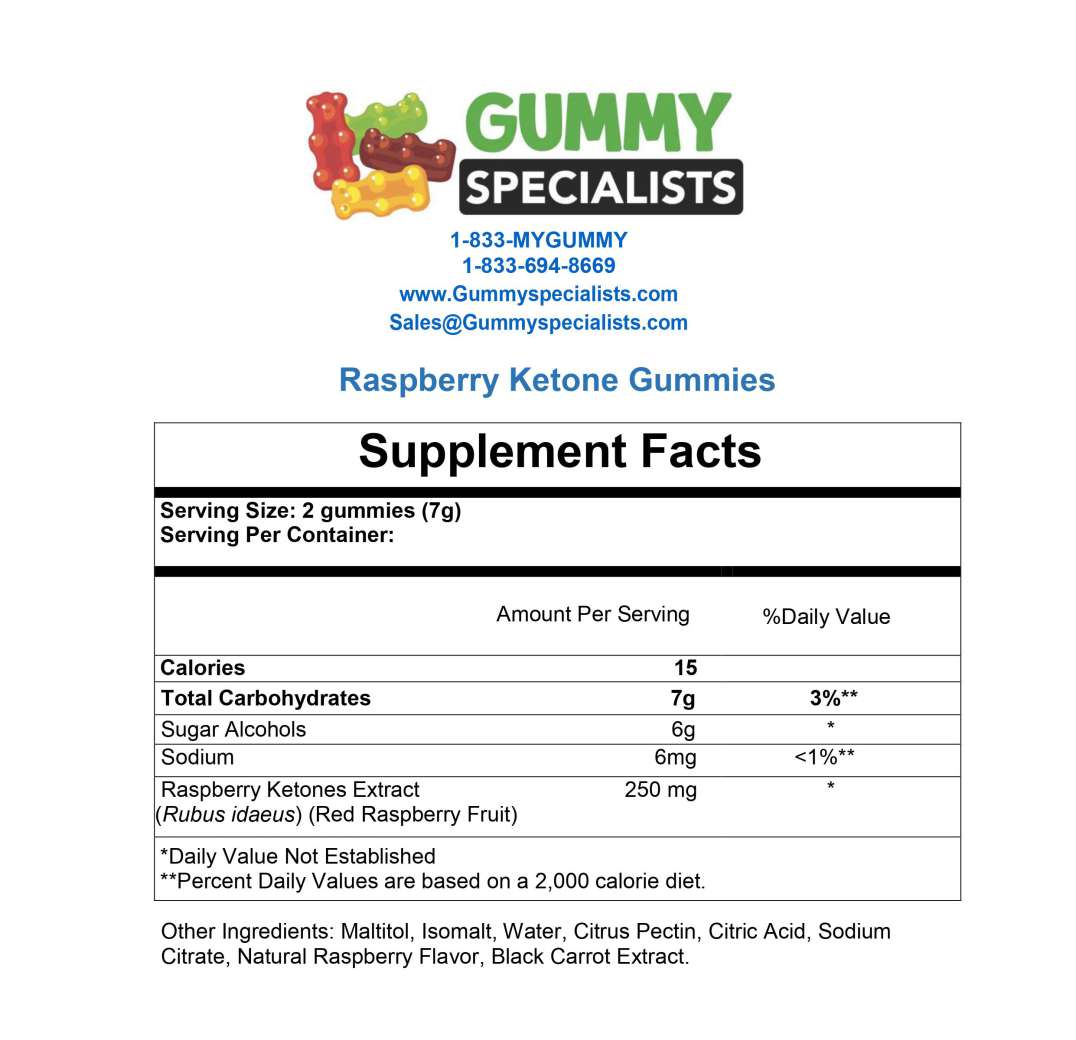 GUMMY
SPECIALISTS
1-833-MYGUMMY
1-833-694-8669
www.Gummyspecialists.com
Sales@Gummyspecialists.com
Raspberry Ketone Gummies
Supplement Facts
Serving Size: 2 gummies (7g)
Serving Per Container:
Amount Per Serving %Daily Value
Calories 15
Total Carbohydrates 7g 3%**
Sugar Alcohols 6g *
Sodium 6mg <1%**
Raspberry Ketones Extract 250 mg *
(Rubus idaeus) (Red Raspberry Fruit)
*Daily Value Not Established
**Percent Daily Values are based on a 2,000 calorie diet.
Other Ingredients: Maltitol, Isomalt, Water, Citrus Pectin, Citric Acid, Sodium
Citrate, Natural Raspberry Flavor, Black Carrot Extract.